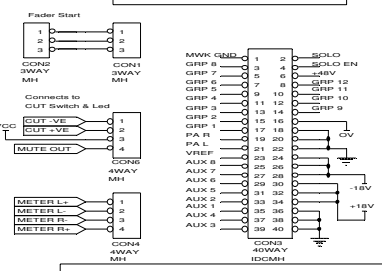 Fader Start
1 1
2 2
3 3
CON2 CON1
3WAY 3WAY
MH MH
Connects to
CUT Switch & Led
VCC
CUT -VE 1
CUT +VE 2
3
MUTE OUT 4
CON6
4WAY
MH
METER L+ 1
METER L- 2
METER R- 3
METER R+ 4
CON4
4WAY
MH
MWK GND 1 2 SOLO
GRP 8 3 4 SOLO EN
GRP 7 5 6 +48V
GRP 6 7 8 GRP 12
GRP 5 9 10 GRP 11
GRP 4 11 12 GRP 10
GRP 3 13 14 GRP 9
GRP 2 15 16
GRP 1 17 18
PA R 19 20
PA L 21 22
VREF 23 24
AUX 8 25 26
AUX 7 27 28
AUX 6 29 30
AUX 5 31 32
AUX 2 33 34
AUX 1 35 36
AUX 4 37 38
AUX 3 39 40
0V
-18V
+18V
CON3
40WAY
IDCMH